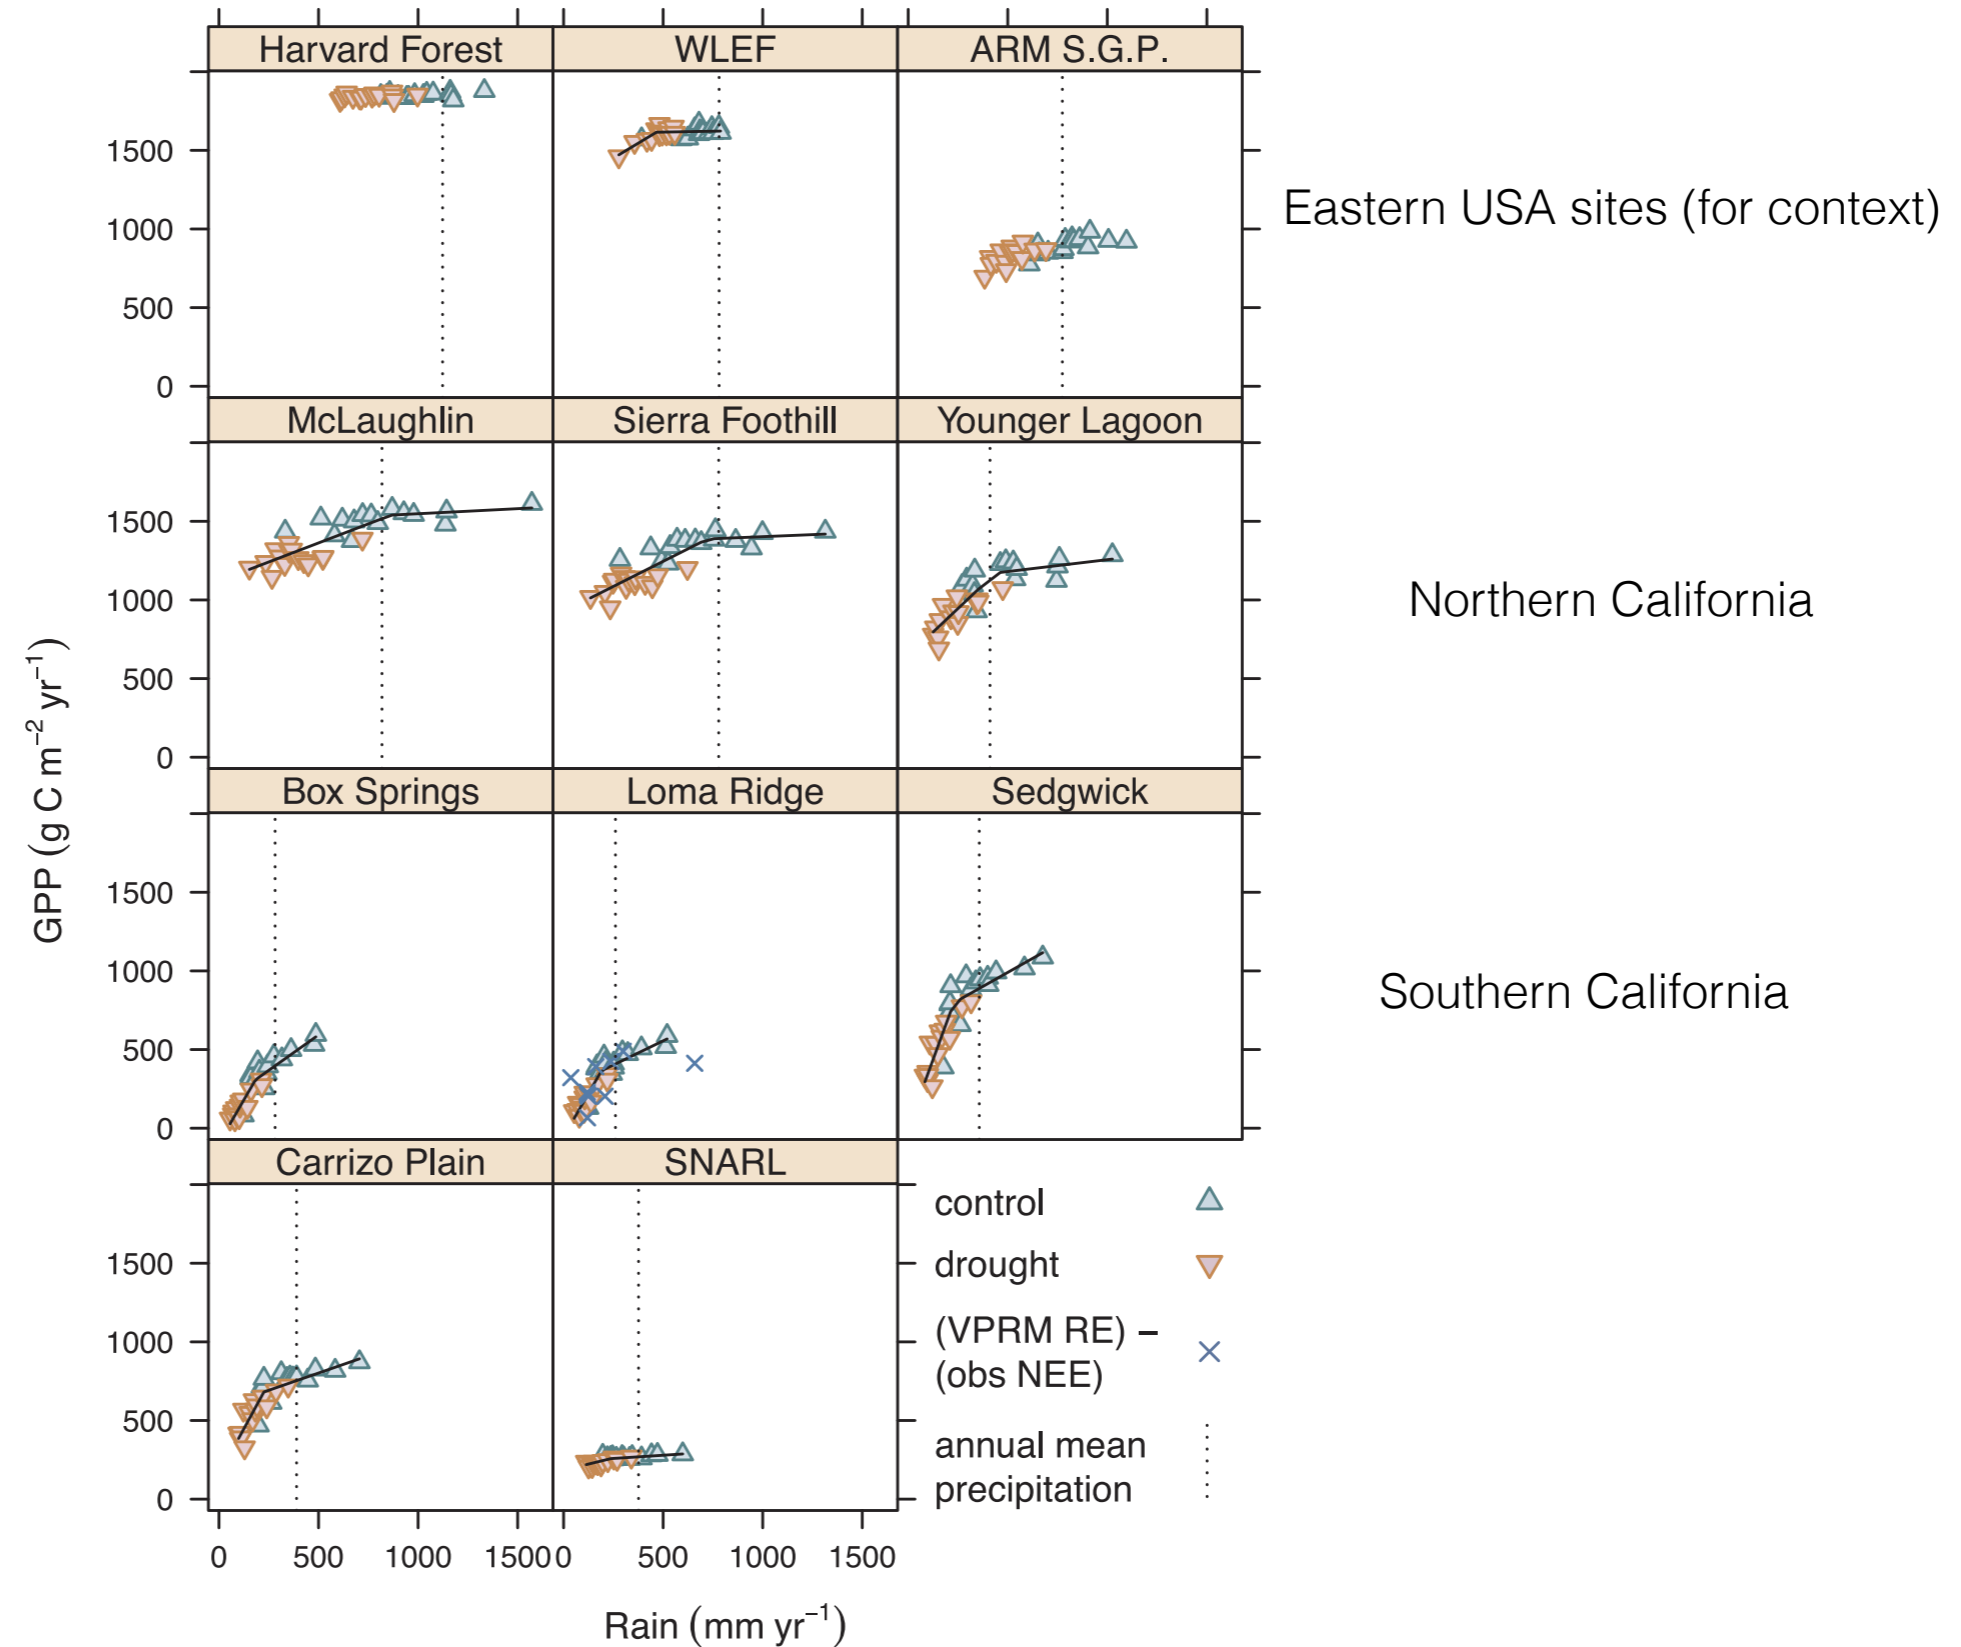 Harvard Forest
WLEF
ARM S.G.P.
1500
1000
500
0
Eastern USA sites (for context)
McLaughlin
Sierra Foothill
Younger Lagoon
1500
1000
500
0
Northern California
GPP (g C m⁻² yr⁻¹)
Box Springs
Loma Ridge
Sedgwick
1500
1000
500
0
Southern California
Carrizo Plain
SNARL
1500
1000
500
0
control
drought
(VPRM RE) −
(obs NEE)
annual mean
precipitation
0 500 1000 1500
0 500 1000 1500
Rain (mm yr⁻¹)